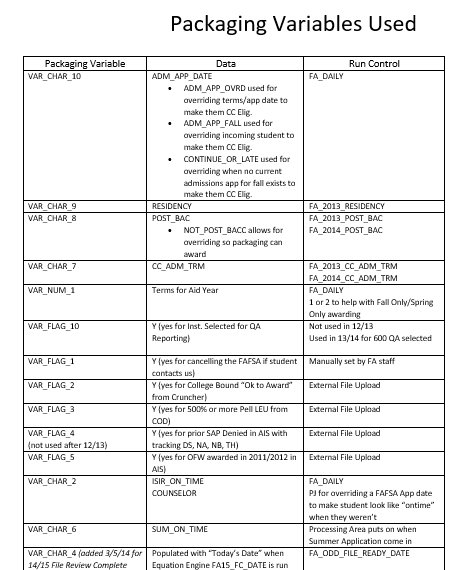 Packaging Variables Used
Packaging Variable Data Run Control
VAR_CHAR_10 ADM_APP_DATE FA_DAILY
• ADM_APP_OVRD used for
overriding terms/app date to
make them CC Elig.
• ADM_APP_FALL used for
overriding incoming student to
make them CC Elig.
• CONTINUE_OR_LATE used for
overriding when no current
admissions app for fall exists to
make them CC Elig.
VAR_CHAR_9 RESIDENCY FA_2013_RESIDENCY
VAR_CHAR_8 POST_BAC FA_2013_POST_BAC
• NOT_POST_BACC allows for FA_2014_POST_BAC
overriding so packaging can
award
VAR_CHAR_7 CC_ADM_TRM FA_2013_CC_ADM_TRM
FA_2014_CC_ADM_TRM
VAR_NUM_1 Terms for Aid Year FA_DAILY
1 or 2 to help with Fall Only/Spring
Only awarding
VAR_FLAG_10 Y (yes for Inst. Selected for QA Not used in 12/13
Reporting) Used in 13/14 for 600 QA selected
VAR_FLAG_1 Y (yes for cancelling the FAFSA if student Manually set by FA staff
contacts us)
VAR_FLAG_2 Y (yes for College Bound "Ok to Award" External File Upload
from Cruncher)
VAR_FLAG_3 Y (yes for 500% or more Pell LEU from External File Upload
COD)
VAR_FLAG_4 Y (yes for prior SAP Denied in AIS with External File Upload
(not used after 12/13) tracking DS, NA, NB, TH)
VAR_FLAG_5 Y (yes for OFW awarded in 2011/2012 in External File Upload
AIS)
VAR_CHAR_2 ISIR_ON_TIME FA_DAILY
COUNSELOR PJ for overriding a FAFSA App date
to make student look like "ontime"
when they weren't
VAR_CHAR_6 SUM_ON_TIME Processing Area puts on when
Summer Application come in
VAR_CHAR_4 (added 3/5/14 for Populated with "Today's Date" when FA_ODD_FILE_READY_DATE
14/15 File Review Complete Equation Engine FA15_FC_DATE is run